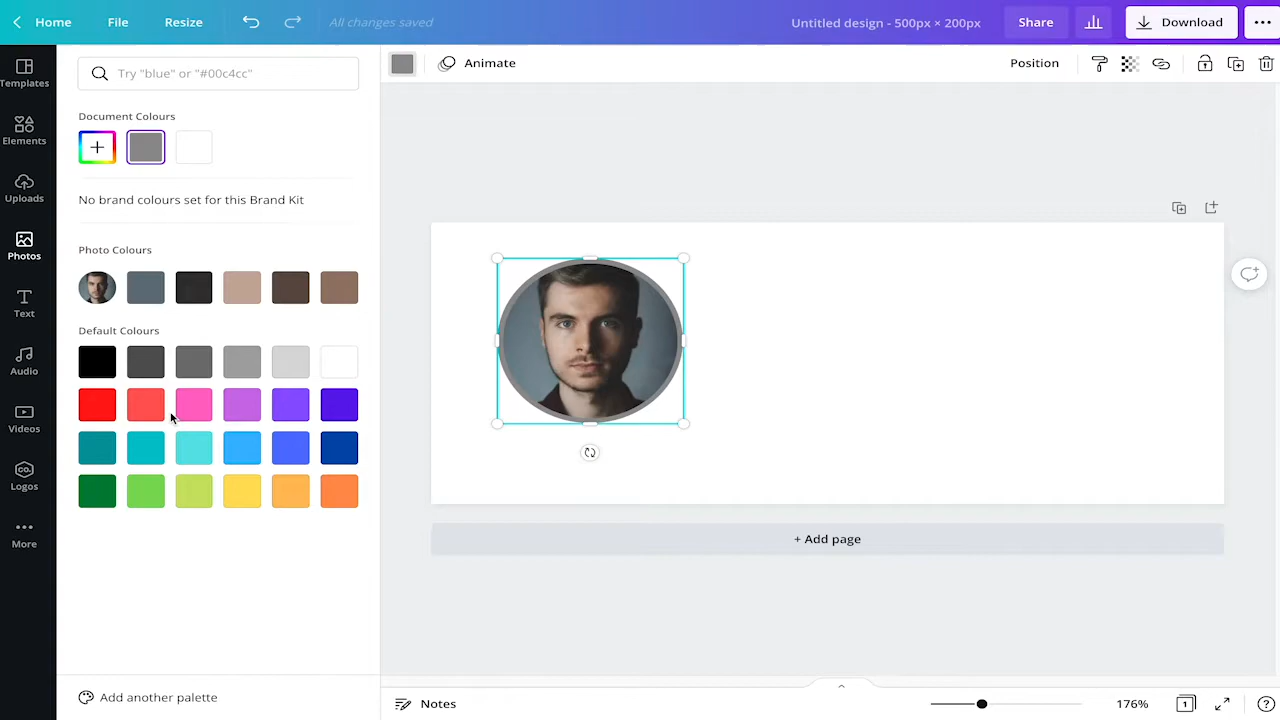 Home File Resize All changes saved Untitled design - 500px × 200px Share Download
Templates
Elements
Uploads
Photos
Text
Audio
Videos
CO.
Logos
More
Try "blue" or "#00c4cc"
Document Colours
No brand colours set for this Brand Kit
Photo Colours
Default Colours
Add another palette
Animate Position
+ Add page
Notes 176% 1 ?